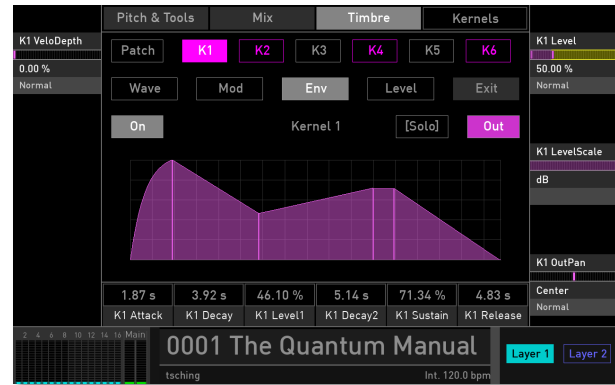 Pitch & Tools Mix Timbre Kernels
K1 VeloDepth
0.00 %
Normal
Patch K1 K2 K3 K4 K5 K6
Wave Mod Env Level Exit
On Kernel 1 [Solo] Out
K1 Level
50.00 %
Normal
K1 LevelScale
dB
K1 OutPan
Center
Normal
1.87 s 3.92 s 46.10 % 5.14 s 71.34 % 4.83 s
K1 Attack K1 Decay K1 Level1 K1 Decay2 K1 Sustain K1 Release
2 4 6 8 10 12 14 16 Main
0001 The Quantum Manual
tsching Int. 120.0 bpm
Layer 1 Layer 2